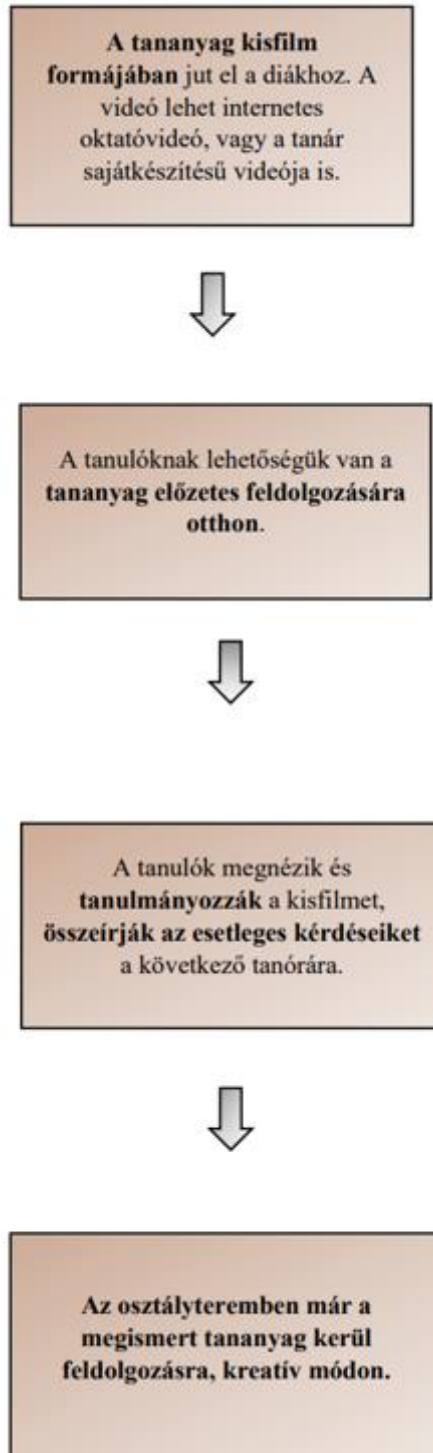 A tananyag kisfilm
formájában jut el a diákhoz. A
videó lehet internetes
oktatóvideó, vagy a tanár
sajátkészítésű videója is.
A tanulóknak lehetőségük van a
tananyag előzetes feldolgozására
otthon.
A tanulók megnézik és
tanulmányozzák a kisfilmet,
összeírják az esetleges kérdéseiket
a következő tanórára.
Az osztályteremben már a
megismert tananyag kerül
feldolgozásra, kreatív módon.